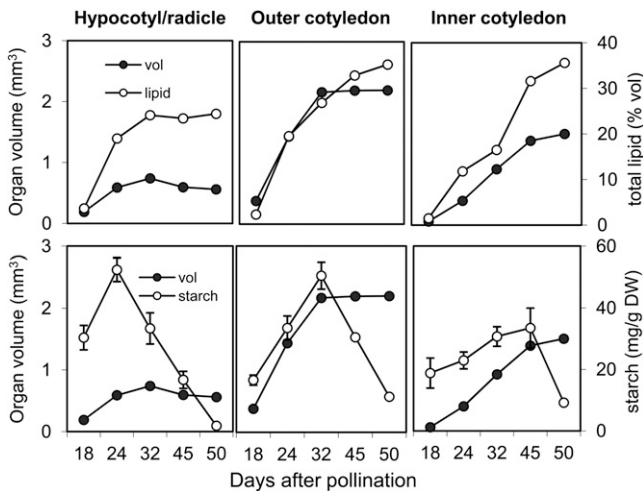 Hypocotyl/radicle Outer cotyledon Inner cotyledon
Organ volume (mm³)
3
2
1
0
vol
lipid
40
30
20
10
0
total lipid (% vol)
Organ volume (mm³)
3
2
1
0
vol
starch
60
40
20
0
starch (mg/g DW)
18 24 32 45 50 18 24 32 45 50 18 24 32 45 50
Days after pollination